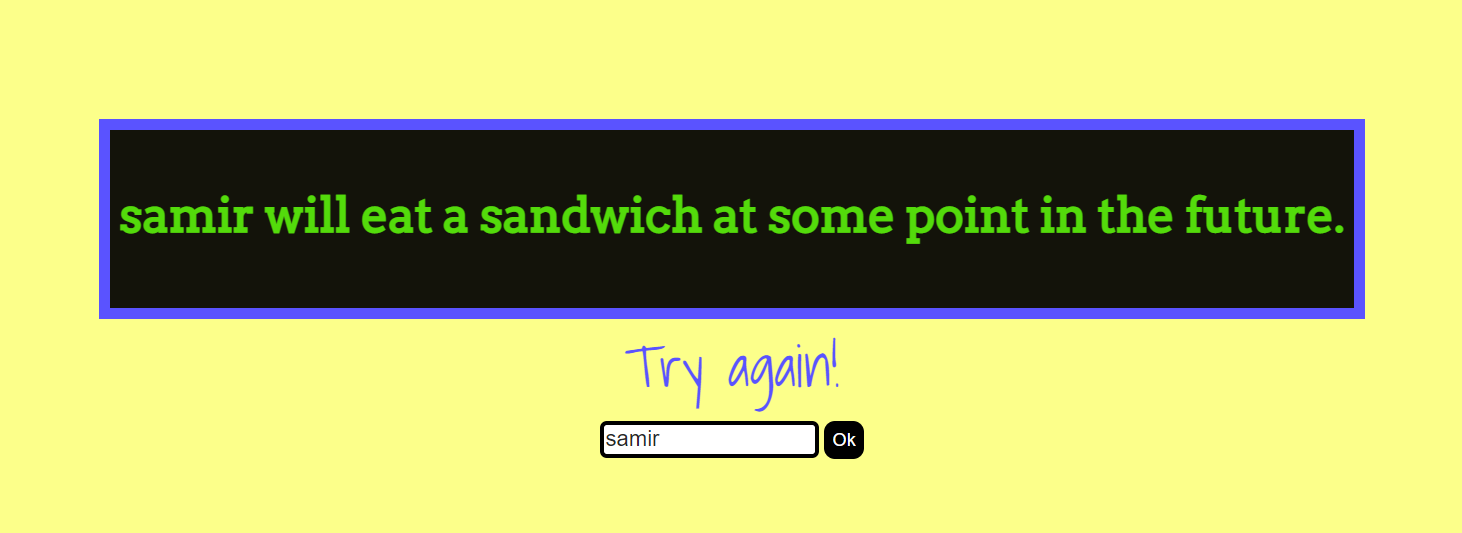 samir will eat a sandwich at some point in the future.
Try again!
samir Ok